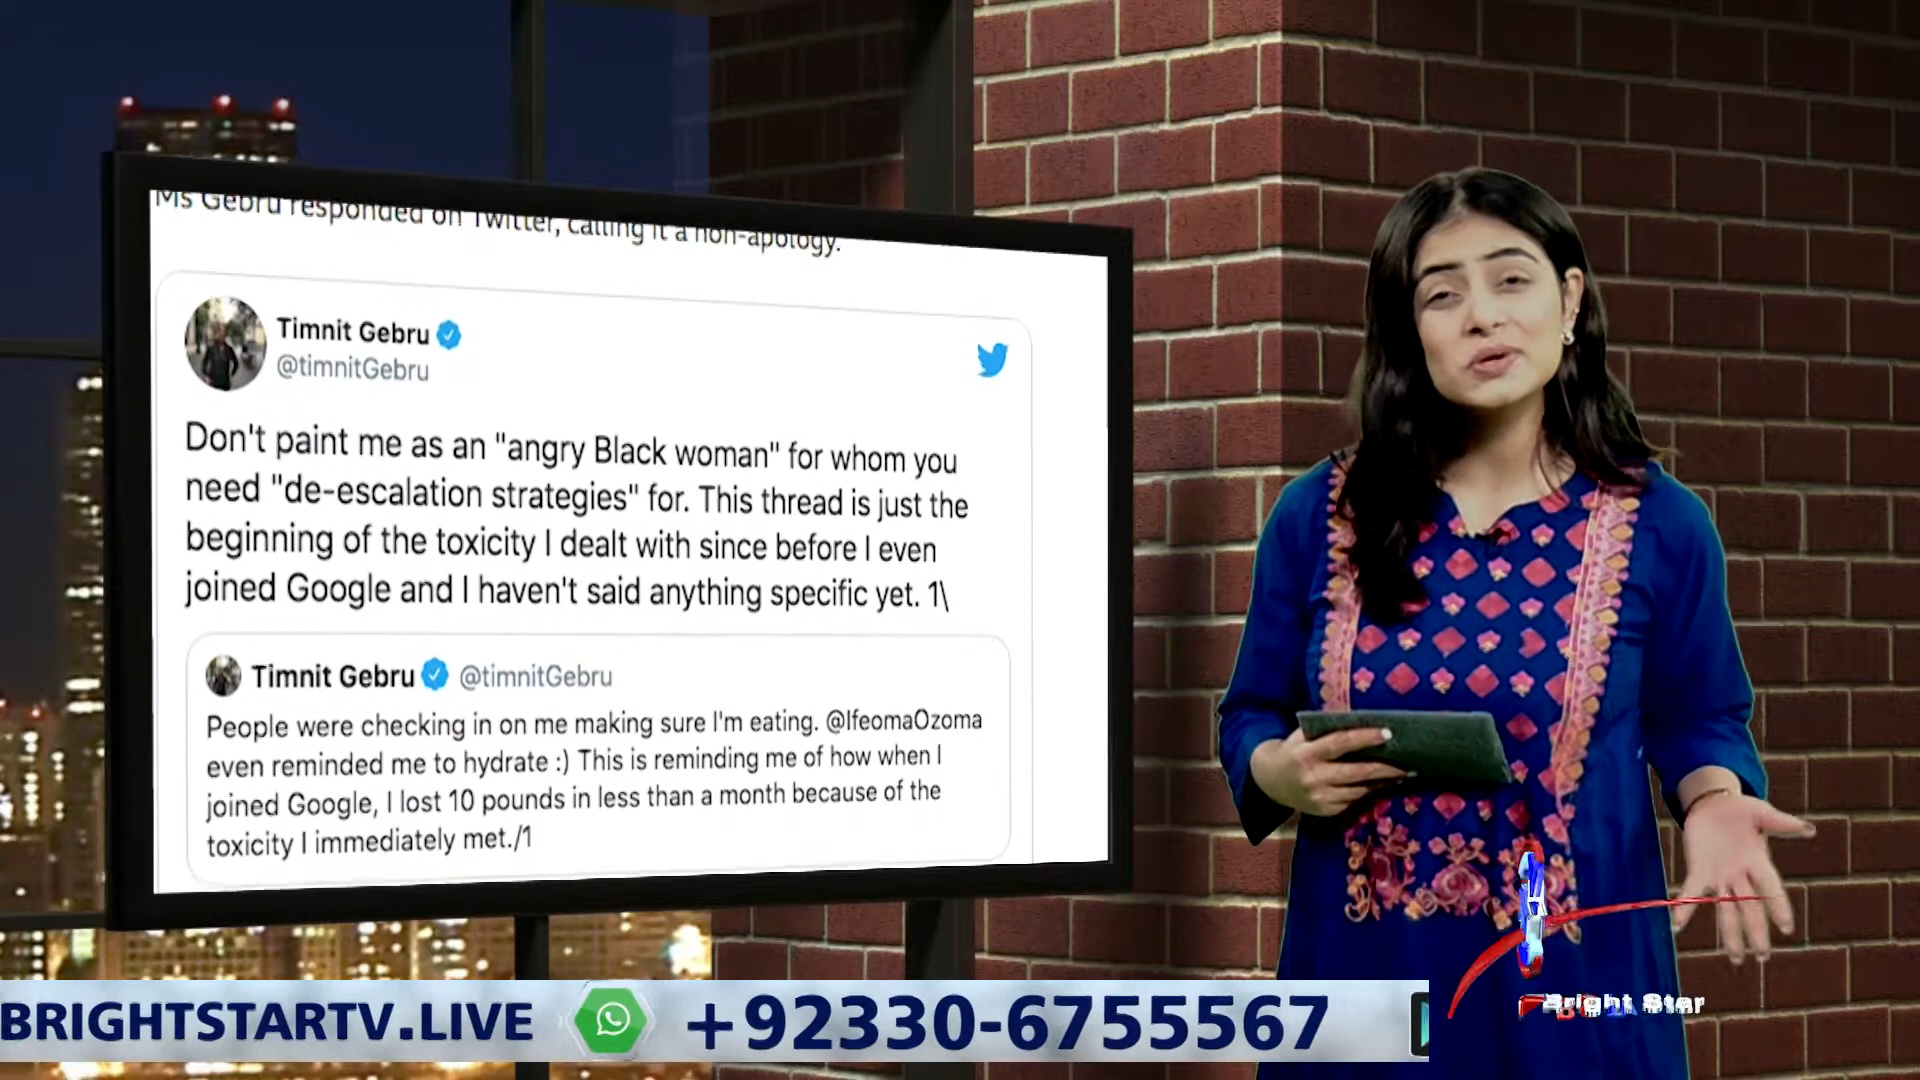 Ms Gebru responded on Twitter, calling it a non-apology.
Timnit Gebru
@timnitGebru
Don't paint me as an "angry Black woman" for whom you
need "de-escalation strategies" for. This thread is just the
beginning of the toxicity I dealt with since before I even
joined Google and I haven't said anything specific yet. 1\
Timnit Gebru @timnitGebru
People were checking in on me making sure I'm eating. @IfeomaOzoma
even reminded me to hydrate :) This is reminding me of how when I
joined Google, I lost 10 pounds in less than a month because of the
toxicity I immediately met./1
BRIGHTSTARTV.LIVE +92330-6755567
Bright Star